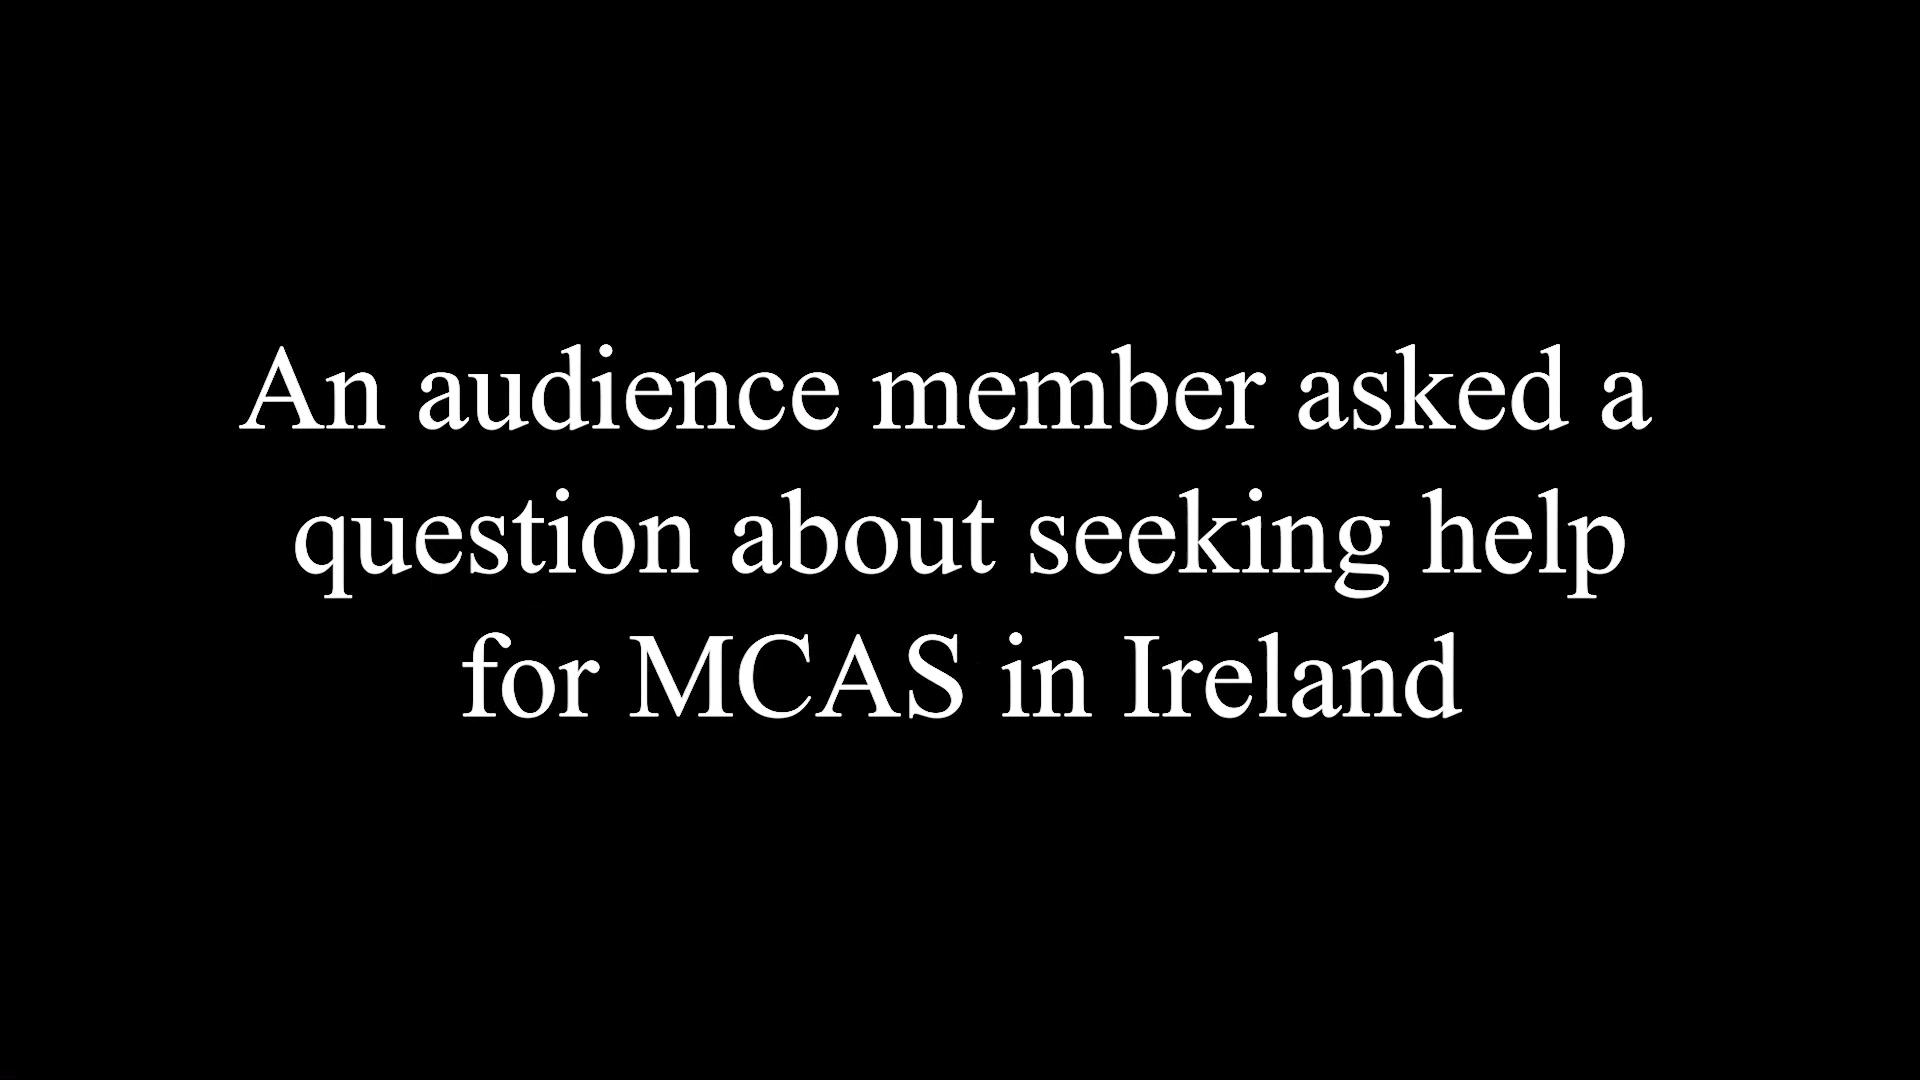 An audience member asked a
question about seeking help
for MCAS in Ireland